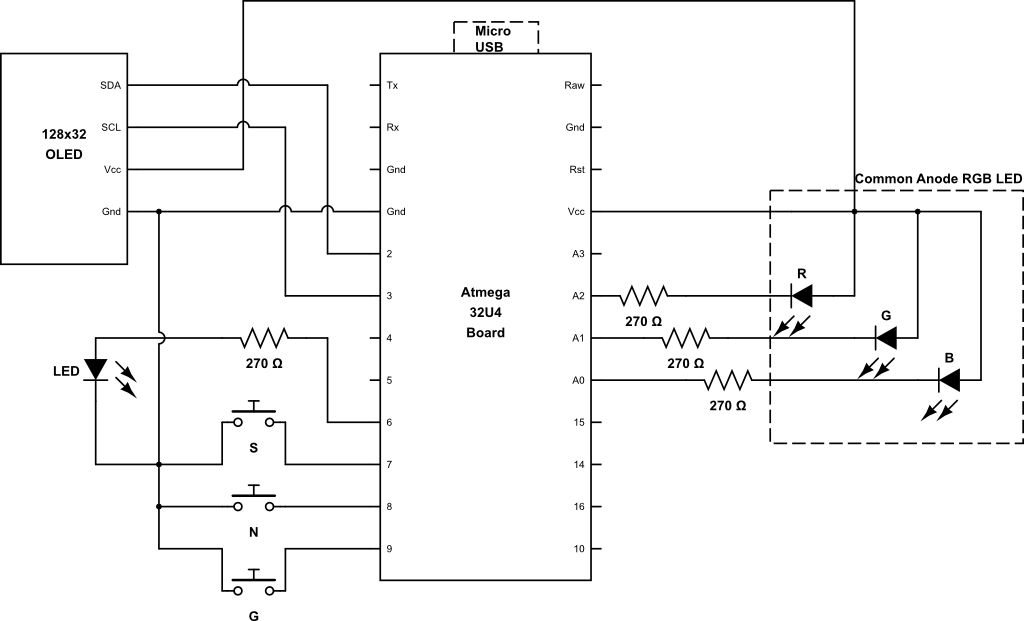 Micro
USB
SDA
SCL
Vcc
Gnd
128x32
OLED
Tx
Rx
Gnd
Gnd
2
3
4
5
6
7
8
9
Atmega
32U4
Board
Raw
Gnd
Rst
Vcc
A3
A2
A1
A0
15
14
16
10
Common Anode RGB LED
R
G
B
270 Ω
270 Ω
270 Ω
270 Ω
LED
S
N
G